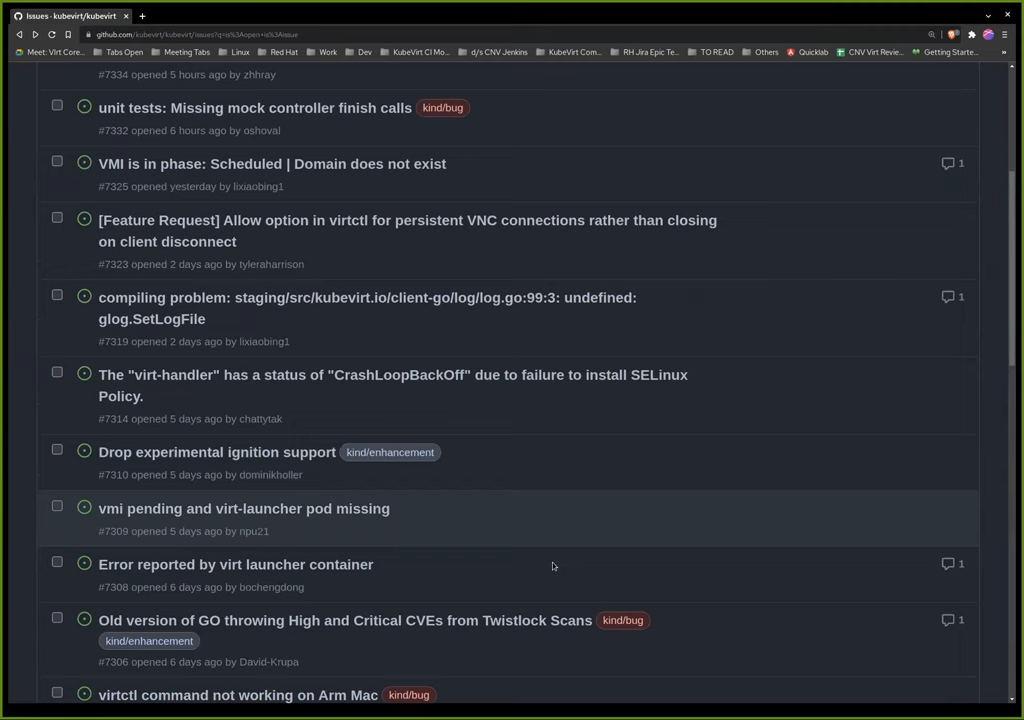 Issues · kubevirt/kubevirt
github.com/kubevirt/kubevirt/issues?q=is%3Aopen+is%3Aissue
Meet: VIrt Core... Tabs Open Meeting Tabs Linux Red Hat Work Dev KubeVirt CI Mo... d/s CNV Jenkins KubeVirt Com... RH Jira Epic Te... TO READ Others Quicklab CNV Virt Revie... Getting Starte... »
#7334 opened 5 hours ago by zhhray
unit tests: Missing mock controller finish calls kind/bug
#7332 opened 6 hours ago by oshoval
VMI is in phase: Scheduled | Domain does not exist 1
#7325 opened yesterday by lixiaobing1
[Feature Request] Allow option in virtctl for persistent VNC connections rather than closing
on client disconnect
#7323 opened 2 days ago by tyleraharrison
compiling problem: staging/src/kubevirt.io/client-go/log/log.go:99:3: undefined: 1
glog.SetLogFile
#7319 opened 2 days ago by lixiaobing1
The "virt-handler" has a status of "CrashLoopBackOff" due to failure to install SELinux
Policy.
#7314 opened 5 days ago by chattytak
Drop experimental ignition support kind/enhancement
#7310 opened 5 days ago by dominikholler
vmi pending and virt-launcher pod missing
#7309 opened 5 days ago by npu21
Error reported by virt launcher container 1
#7308 opened 6 days ago by bochengdong
Old version of GO throwing High and Critical CVEs from Twistlock Scans kind/bug 1
kind/enhancement
#7306 opened 6 days ago by David-Krupa
virtctl command not working on Arm Mac kind/bug